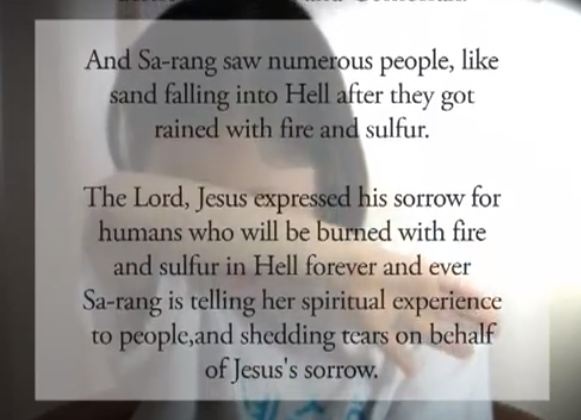 And Sa-rang saw numerous people, like
sand falling into Hell after they got
rained with fire and sulfur.
The Lord, Jesus expressed his sorrow for
humans who will be burned with fire
and sulfur in Hell forever and ever
Sa-rang is telling her spiritual experience
to people,and shedding tears on behalf
of Jesus's sorrow.